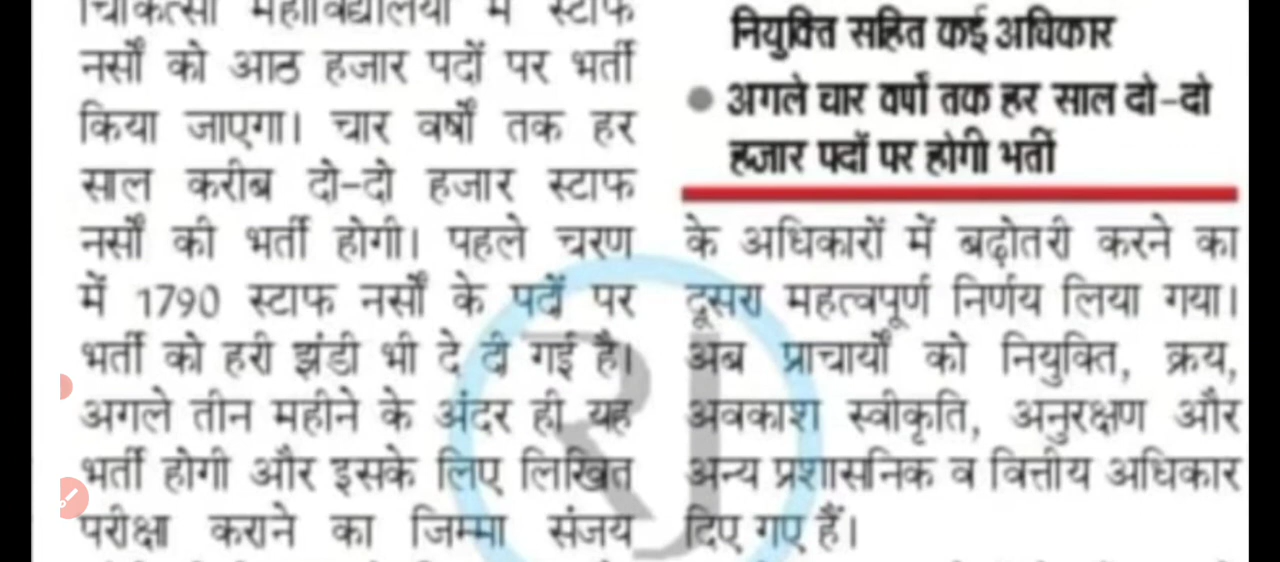 चिकित्सा महाविद्यालयों में स्टाफ
नर्सों को आठ हजार पदों पर भर्ती
किया जाएगा। चार वर्षों तक हर
साल करीब दो-दो हजार स्टाफ
नर्सों की भर्ती होगी। पहले चरण
में 1790 स्टाफ नर्सों के पदों पर
भर्ती को हरी झंडी भी दे दी गई है।
अगले तीन महीने के अंदर ही यह
भर्ती होगी और इसके लिए लिखित
परीक्षा कराने का जिम्मा संजय
नियुक्ति सहित कई अधिकार
● अगले चार वर्षों तक हर साल दो-दो
हजार पदों पर होगी भर्ती
के अधिकारों में बढ़ोतरी करने का
दूसरा महत्वपूर्ण निर्णय लिया गया।
अब प्राचार्यों को नियुक्ति, क्रय,
अवकाश स्वीकृति, अनुरक्षण और
अन्य प्रशासनिक व वित्तीय अधिकार
दिए गए हैं।
RJ